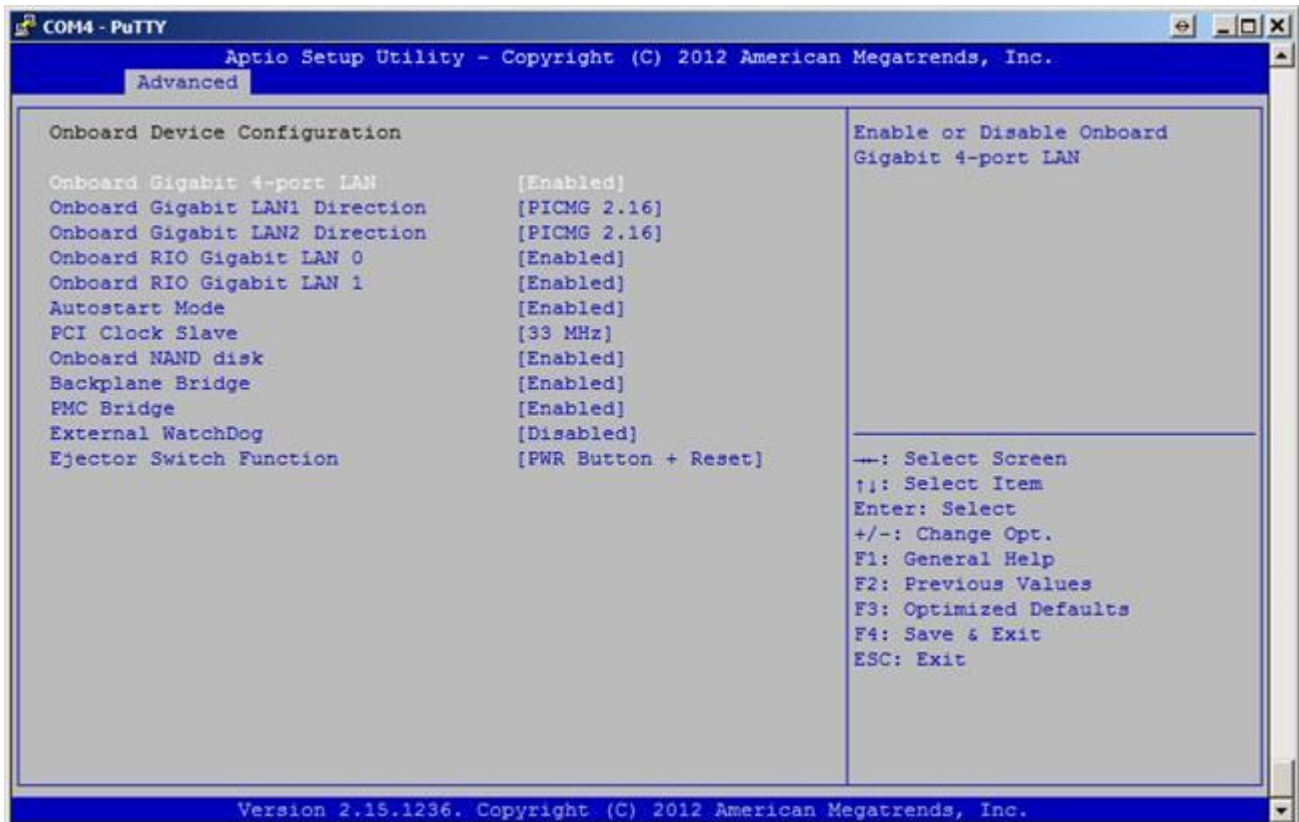 COM4 - PuTTY
Aptio Setup Utility - Copyright (C) 2012 American Megatrends, Inc.
Advanced
Onboard Device Configuration
Onboard Gigabit 4-port LAN [Enabled]
Onboard Gigabit LAN1 Direction [PICMG 2.16]
Onboard Gigabit LAN2 Direction [PICMG 2.16]
Onboard RIO Gigabit LAN 0 [Enabled]
Onboard RIO Gigabit LAN 1 [Enabled]
Autostart Mode [Enabled]
PCI Clock Slave [33 MHz]
Onboard NAND disk [Enabled]
Backplane Bridge [Enabled]
PMC Bridge [Enabled]
External WatchDog [Disabled]
Ejector Switch Function [PWR Button + Reset]
Enable or Disable Onboard
Gigabit 4-port LAN
→←: Select Screen
↑↓: Select Item
Enter: Select
+/-: Change Opt.
F1: General Help
F2: Previous Values
F3: Optimized Defaults
F4: Save & Exit
ESC: Exit
Version 2.15.1236. Copyright (C) 2012 American Megatrends, Inc.